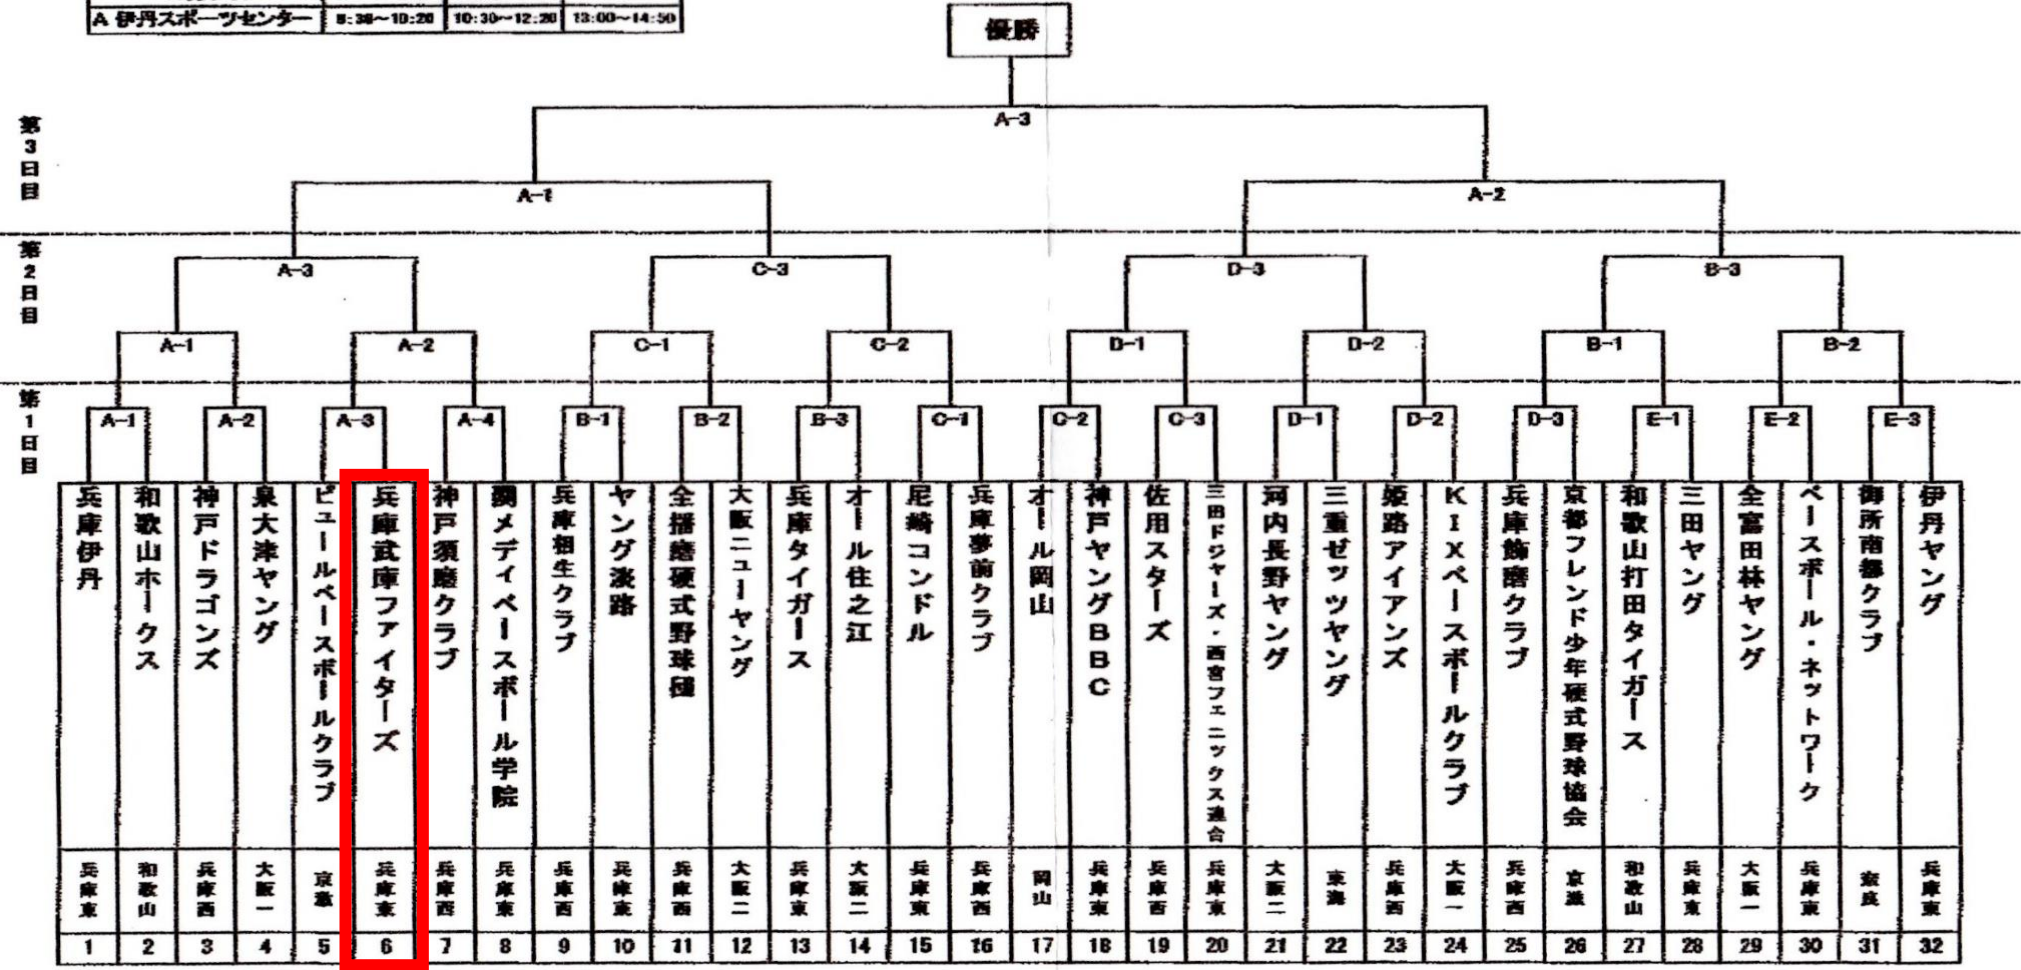 A 伊丹スポーツセンター 8:30～10:20 10:30～12:20 13:00～14:50
優勝
第3日目
A-3
A-1 A-2
第2日目
A-3 C-3 D-3 B-3
A-1 A-2 C-1 C-2 D-1 D-2 B-1 B-2
第1日目
A-1 A-2 A-3 A-4 B-1 B-2 B-3 C-1 C-2 C-3 D-1 D-2 D-3 E-1 E-2 E-3
兵庫伊丹
和歌山ホークス
神戸ドラゴンズ
泉大津ヤング
ピュールベースボールクラブ
兵庫武庫ファイターズ
神戸須磨クラブ
関メディベースボール学院
兵庫相生クラブ
ヤング淡路
全播磨硬式野球団
大阪ニューヤング
兵庫タイガース
オール住之江
尼崎コンドル
兵庫夢前クラブ
オール岡山
神戸ヤングBBC
佐用スターズ
三田ドジャーズ・西宮フェニックス連合
河内長野ヤング
三重ゼッツヤング
姫路アイアンズ
KIXベースボールクラブ
兵庫飾磨クラブ
京都フレンド少年硬式野球協会
和歌山打田タイガース
三田ヤング
全富田林ヤング
ベースボール・ネットワーク
御所南都クラブ
伊丹ヤング
兵庫東 和歌山 兵庫西 大阪一 京滋 兵庫東 兵庫西 兵庫東 兵庫西 兵庫東 兵庫西 大阪二 兵庫東 大阪二 兵庫東 兵庫西 岡山 兵庫東 兵庫西 兵庫東 大阪二 東海 兵庫西 大阪一 兵庫西 京滋 和歌山 兵庫東 大阪一 兵庫東 奈良 兵庫東
1 2 3 4 5 6 7 8 9 10 11 12 13 14 15 16 17 18 19 20 21 22 23 24 25 26 27 28 29 30 31 32